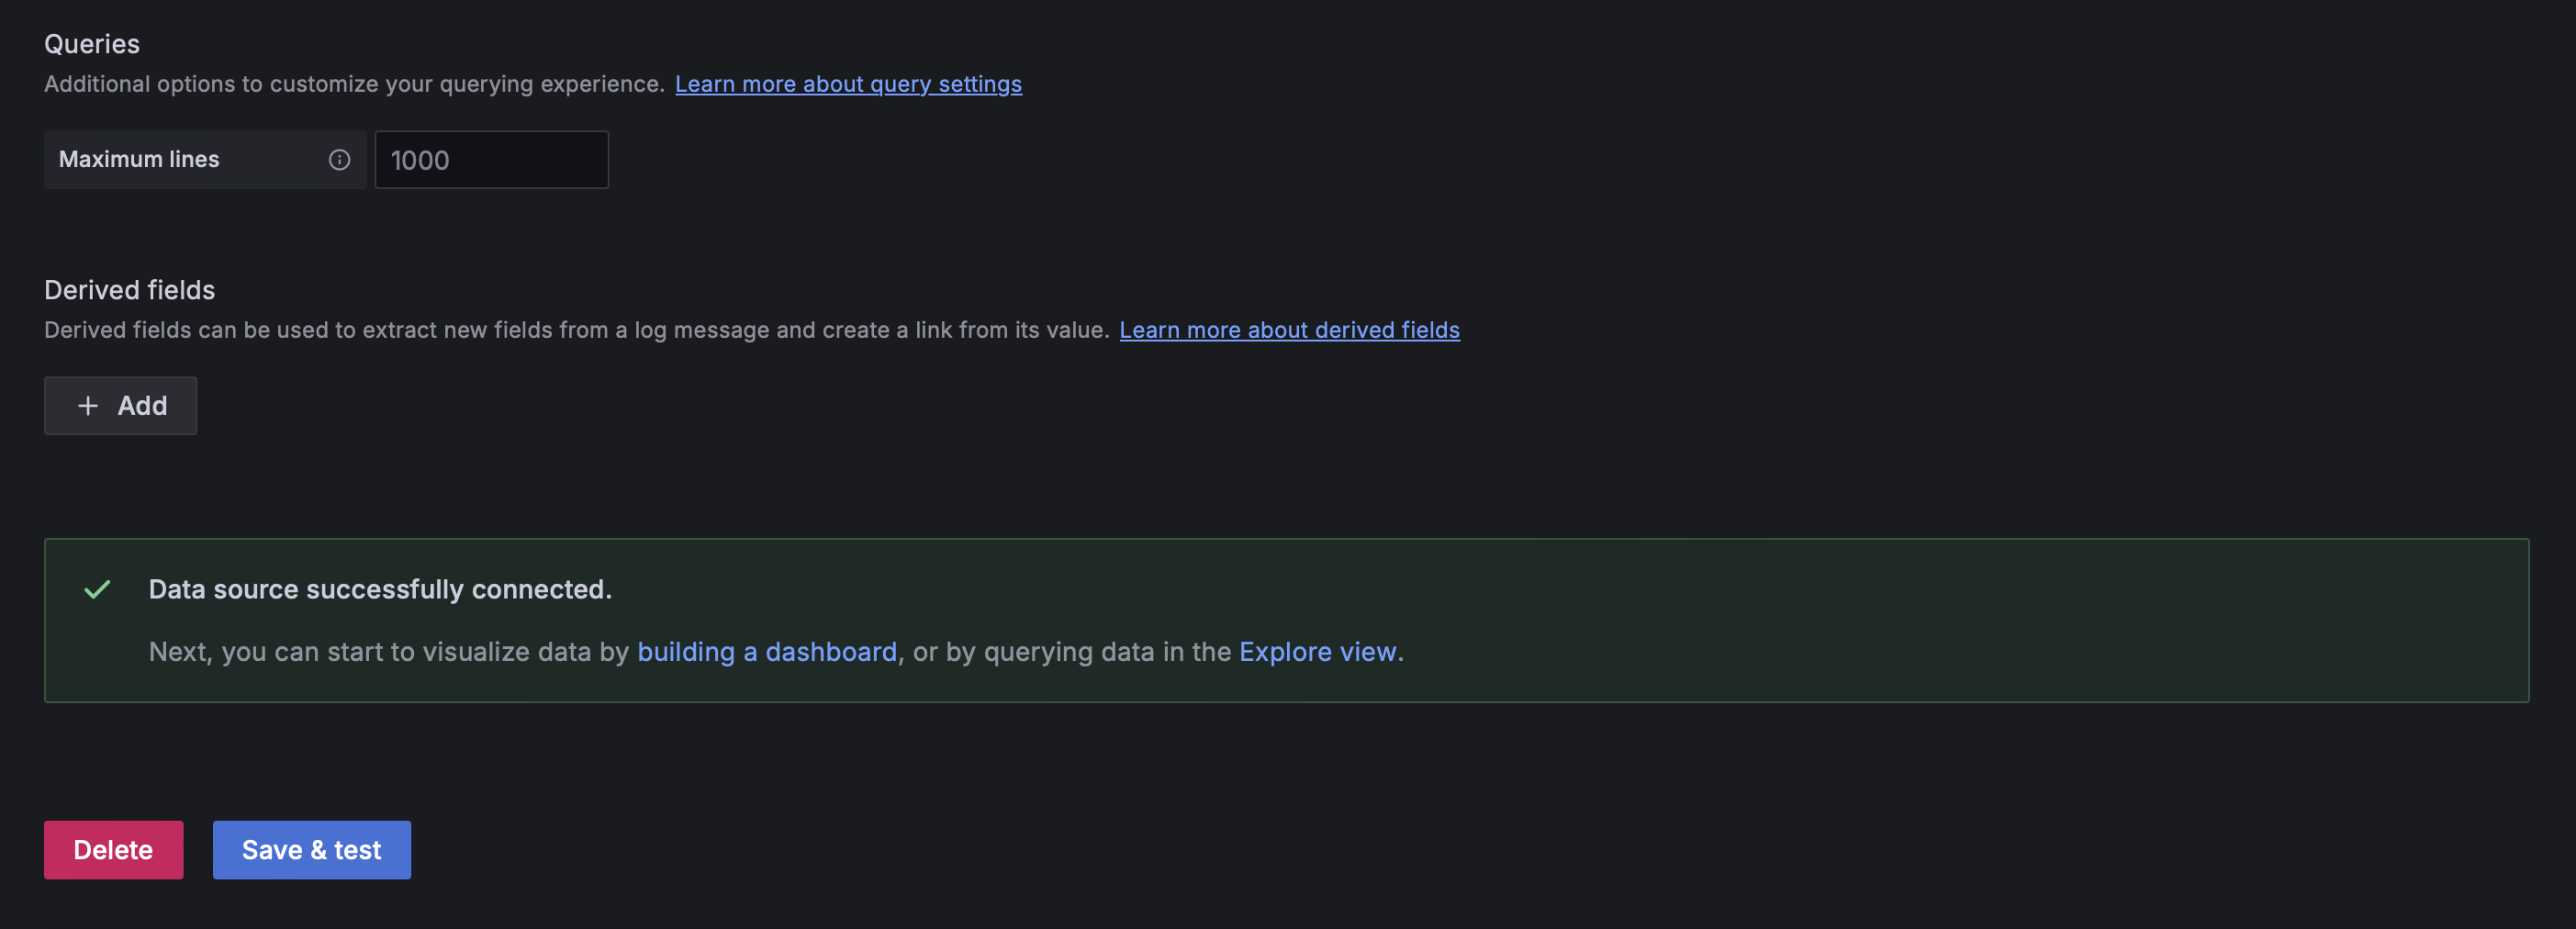 Queries
Additional options to customize your querying experience. Learn more about query settings
Maximum lines 1000
Derived fields
Derived fields can be used to extract new fields from a log message and create a link from its value. Learn more about derived fields
+ Add
Data source successfully connected.
Next, you can start to visualize data by building a dashboard, or by querying data in the Explore view.
Delete Save & test